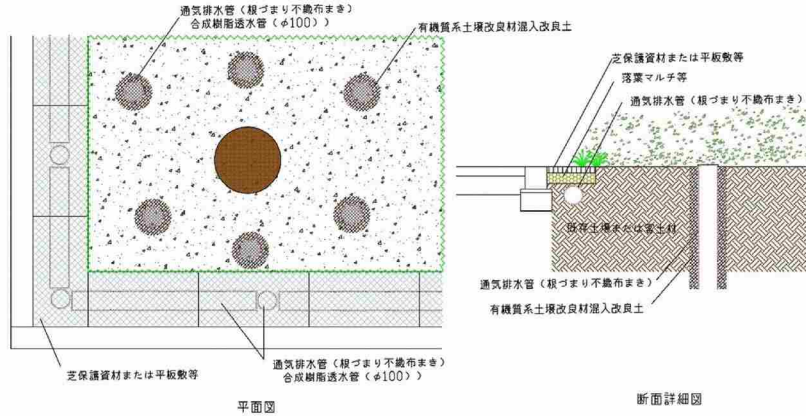 通気排水管（根づまり不織布まき）
合成樹脂透水管（φ100））
有機質系土壌改良材混入改良土
芝保護資材または平板敷等
通気排水管（根づまり不織布まき）
合成樹脂透水管（φ100））
平面図
芝保護資材または平板敷等
落葉マルチ等
通気排水管（根づまり不織布まき）
既存土壌または客土材
通気排水管（根づまり不織布まき）
有機質系土壌改良材混入改良土
断面詳細図